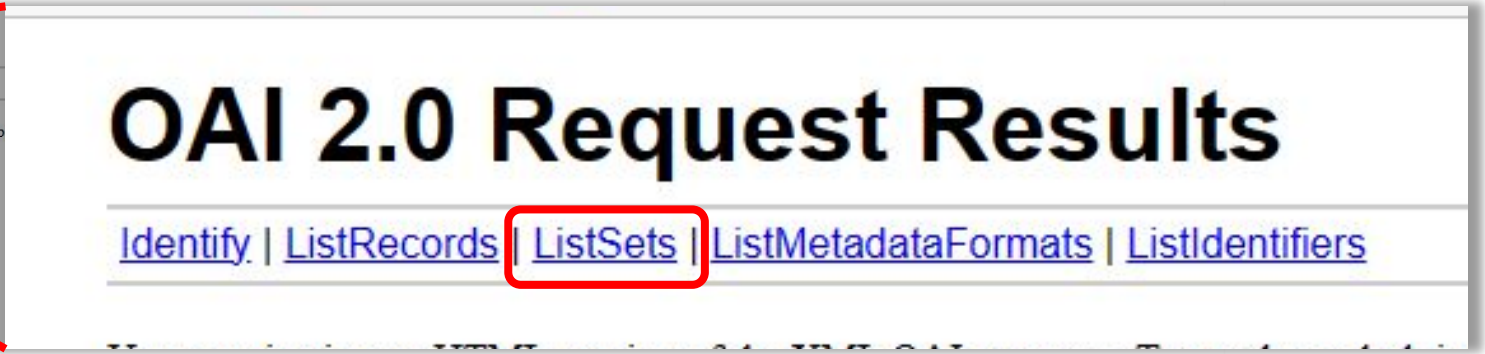 OAI 2.0 Request Results
Identify | ListRecords | ListSets | ListMetadataFormats | ListIdentifiers